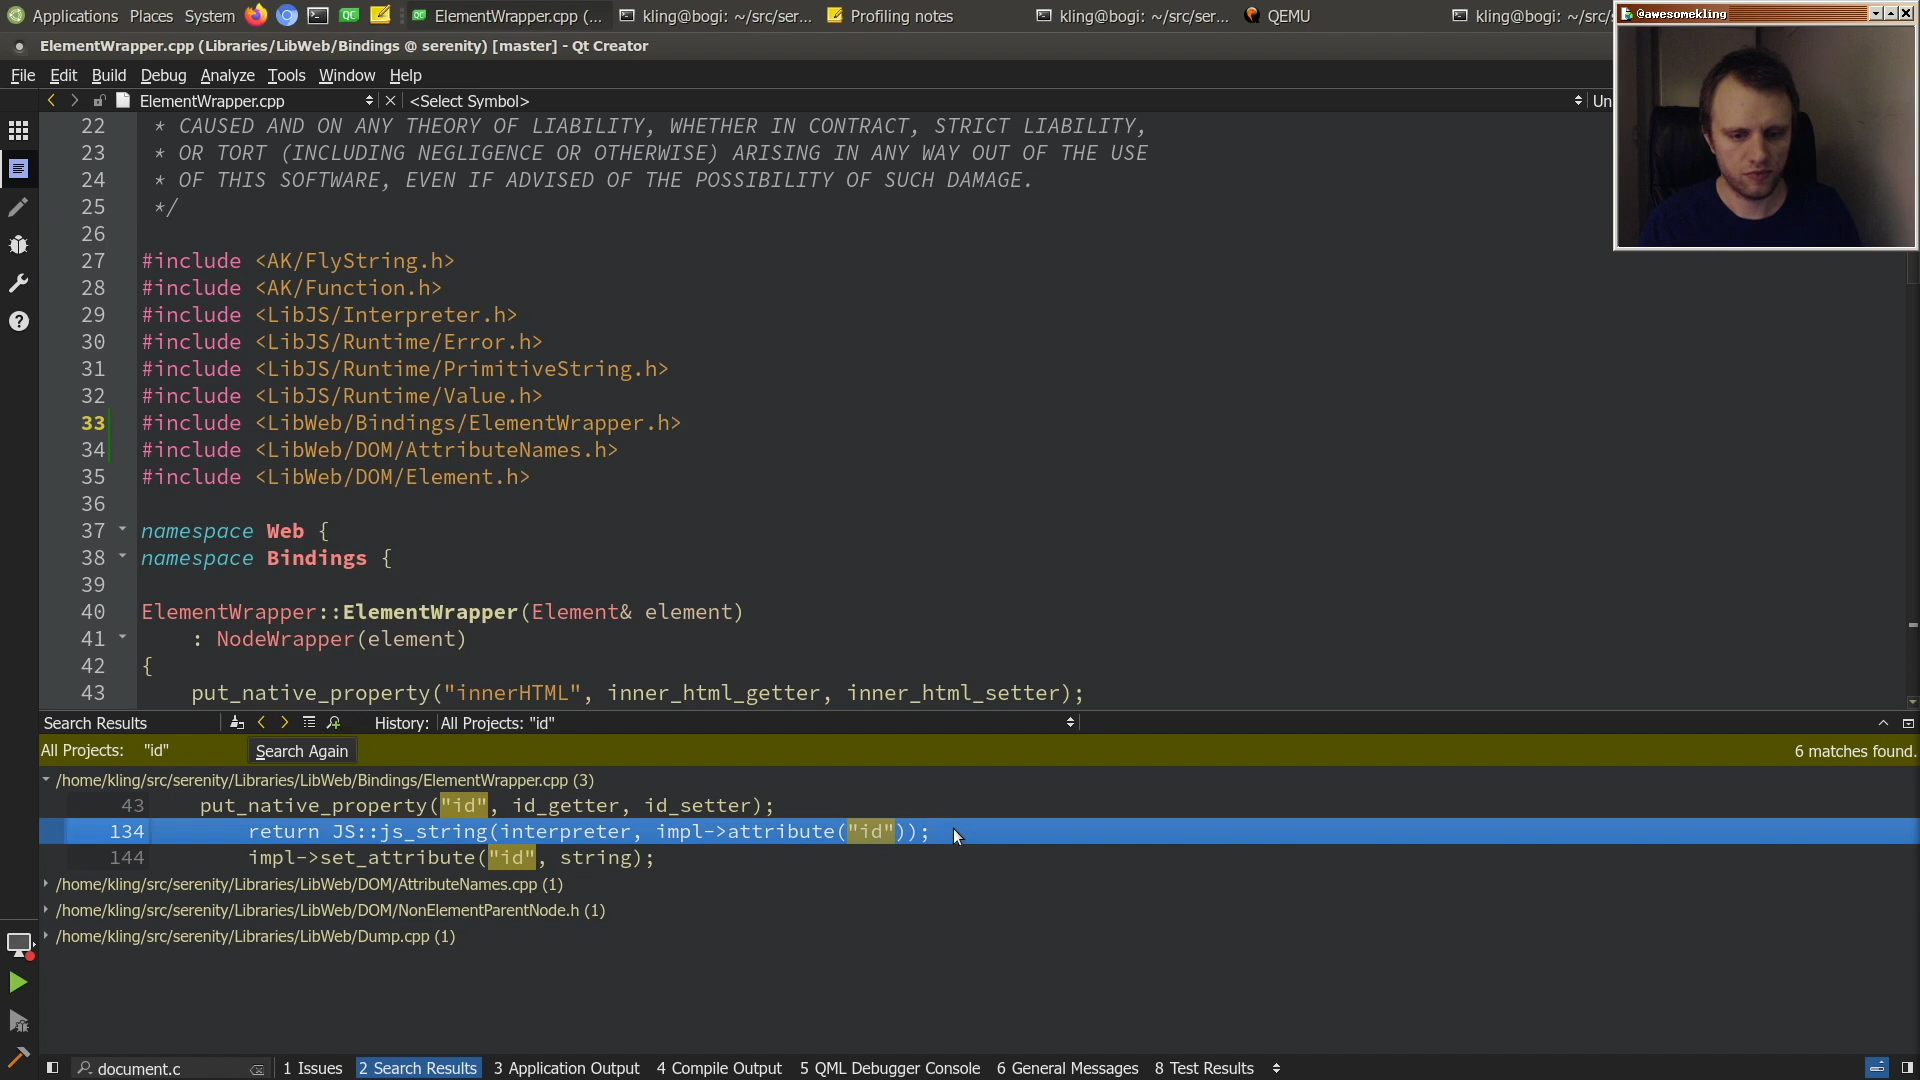 Applications Places System ElementWrapper.cpp (... kling@bogi: ~/src/ser... Profiling notes kling@bogi: ~/src/ser... QEMU kling@bogi: ~/src/
@awesomekling
ElementWrapper.cpp (Libraries/LibWeb/Bindings @ serenity) [master] - Qt Creator
File Edit Build Debug Analyze Tools Window Help
ElementWrapper.cpp <Select Symbol> Un
22 * CAUSED AND ON ANY THEORY OF LIABILITY, WHETHER IN CONTRACT, STRICT LIABILITY,
23 * OR TORT (INCLUDING NEGLIGENCE OR OTHERWISE) ARISING IN ANY WAY OUT OF THE USE
24 * OF THIS SOFTWARE, EVEN IF ADVISED OF THE POSSIBILITY OF SUCH DAMAGE.
25 */
26
27 #include <AK/FlyString.h>
28 #include <AK/Function.h>
29 #include <LibJS/Interpreter.h>
30 #include <LibJS/Runtime/Error.h>
31 #include <LibJS/Runtime/PrimitiveString.h>
32 #include <LibJS/Runtime/Value.h>
33 #include <LibWeb/Bindings/ElementWrapper.h>
34 #include <LibWeb/DOM/AttributeNames.h>
35 #include <LibWeb/DOM/Element.h>
36
37 namespace Web {
38 namespace Bindings {
39
40 ElementWrapper::ElementWrapper(Element& element)
41 : NodeWrapper(element)
42 {
43 put_native_property("innerHTML", inner_html_getter, inner_html_setter);
Search Results History: All Projects: "id"
All Projects: "id" Search Again 6 matches found.
/home/kling/src/serenity/Libraries/LibWeb/Bindings/ElementWrapper.cpp (3)
43 put_native_property("id", id_getter, id_setter);
134 return JS::js_string(interpreter, impl->attribute("id"));
144 impl->set_attribute("id", string);
/home/kling/src/serenity/Libraries/LibWeb/DOM/AttributeNames.cpp (1)
/home/kling/src/serenity/Libraries/LibWeb/DOM/NonElementParentNode.h (1)
/home/kling/src/serenity/Libraries/LibWeb/Dump.cpp (1)
document.c 1 Issues 2 Search Results 3 Application Output 4 Compile Output 5 QML Debugger Console 6 General Messages 8 Test Results